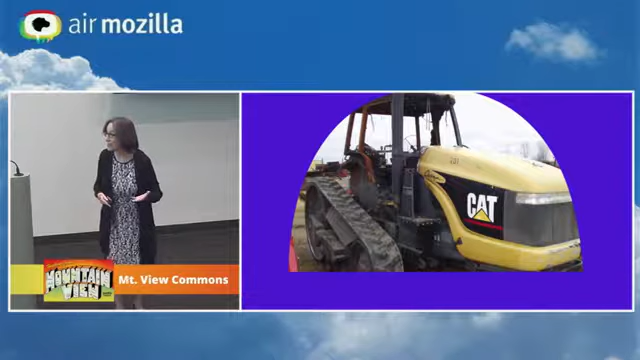 air mozilla
CAT
MOUNTAIN
VIEW
Mt. View Commons